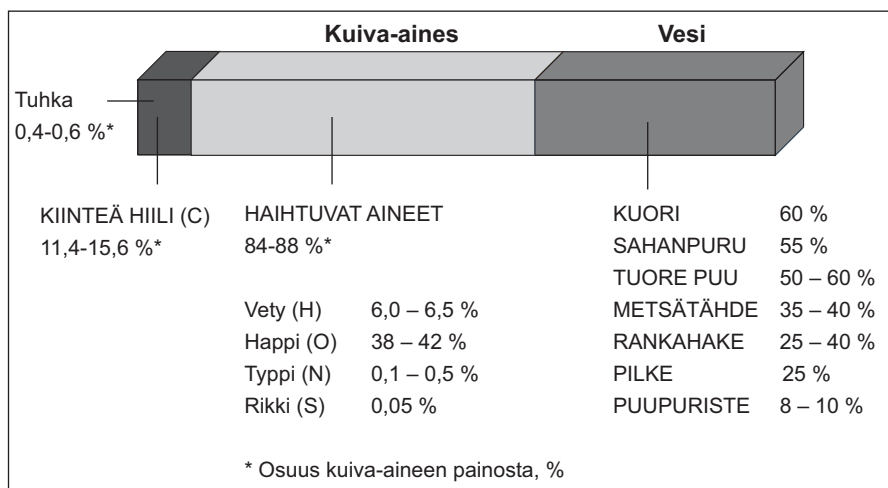 Kuiva-aines Vesi
Tuhka
0,4-0,6 %*
KIINTEÄ HIILI (C)
11,4-15,6 %*
HAIHTUVAT AINEET
84-88 %*
Vety (H) 6,0 – 6,5 %
Happi (O) 38 – 42 %
Typpi (N) 0,1 – 0,5 %
Rikki (S) 0,05 %
KUORI 60 %
SAHANPURU 55 %
TUORE PUU 50 – 60 %
METSÄTÄHDE 35 – 40 %
RANKAHAKE 25 – 40 %
PILKE 25 %
PUUPURISTE 8 – 10 %
* Osuus kuiva-aineen painosta, %